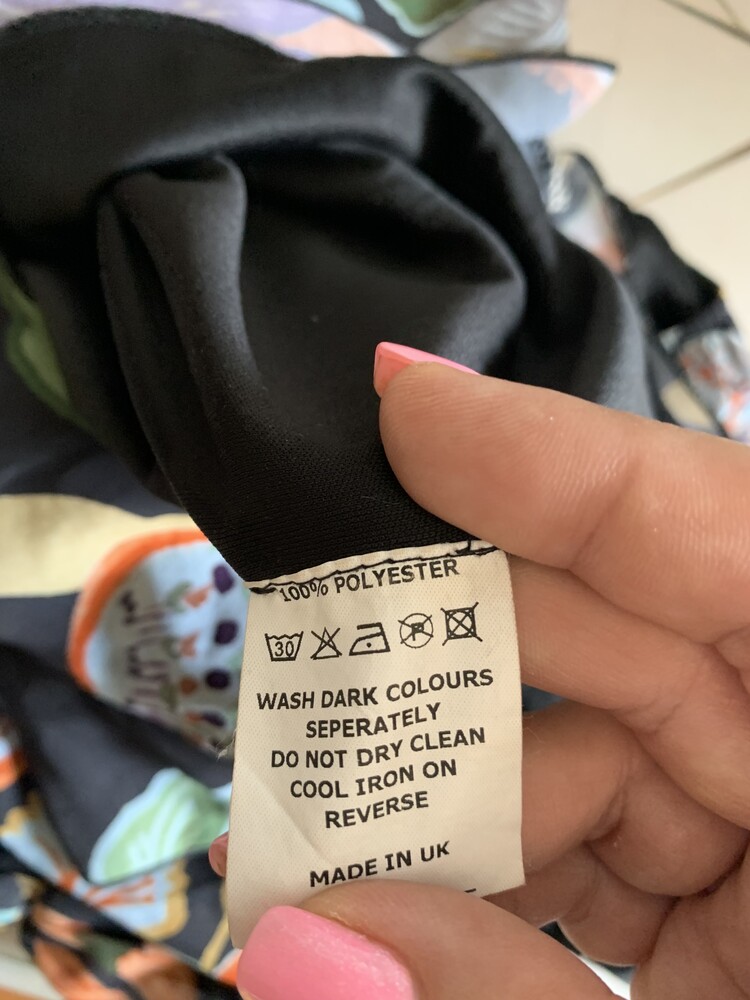 100% POLYESTER
30 P
WASH DARK COLOURS
SEPERATELY
DO NOT DRY CLEAN
COOL IRON ON
REVERSE
MADE IN UK